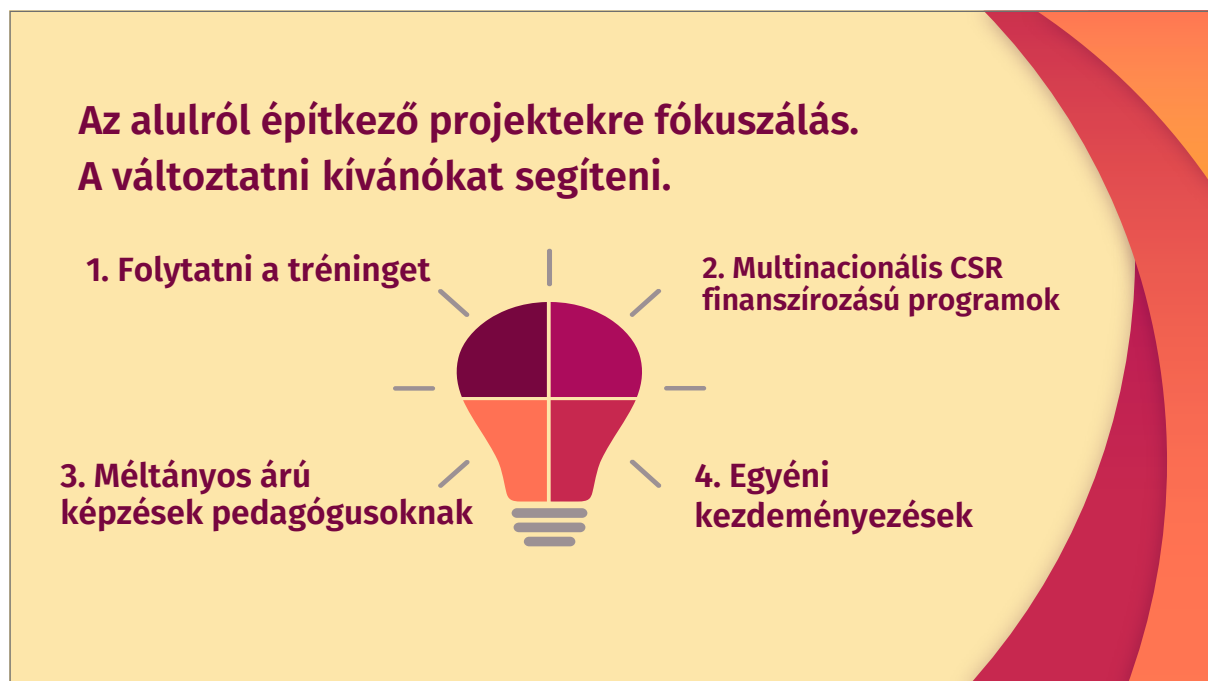 Az alulról építkező projektekre fókuszálás.
A változtatni kívánókat segíteni.
1. Folytatni a tréninget
2. Multinacionális CSR
finanszírozású programok
3. Méltányos árú
képzések pedagógusoknak
4. Egyéni
kezdeményezések